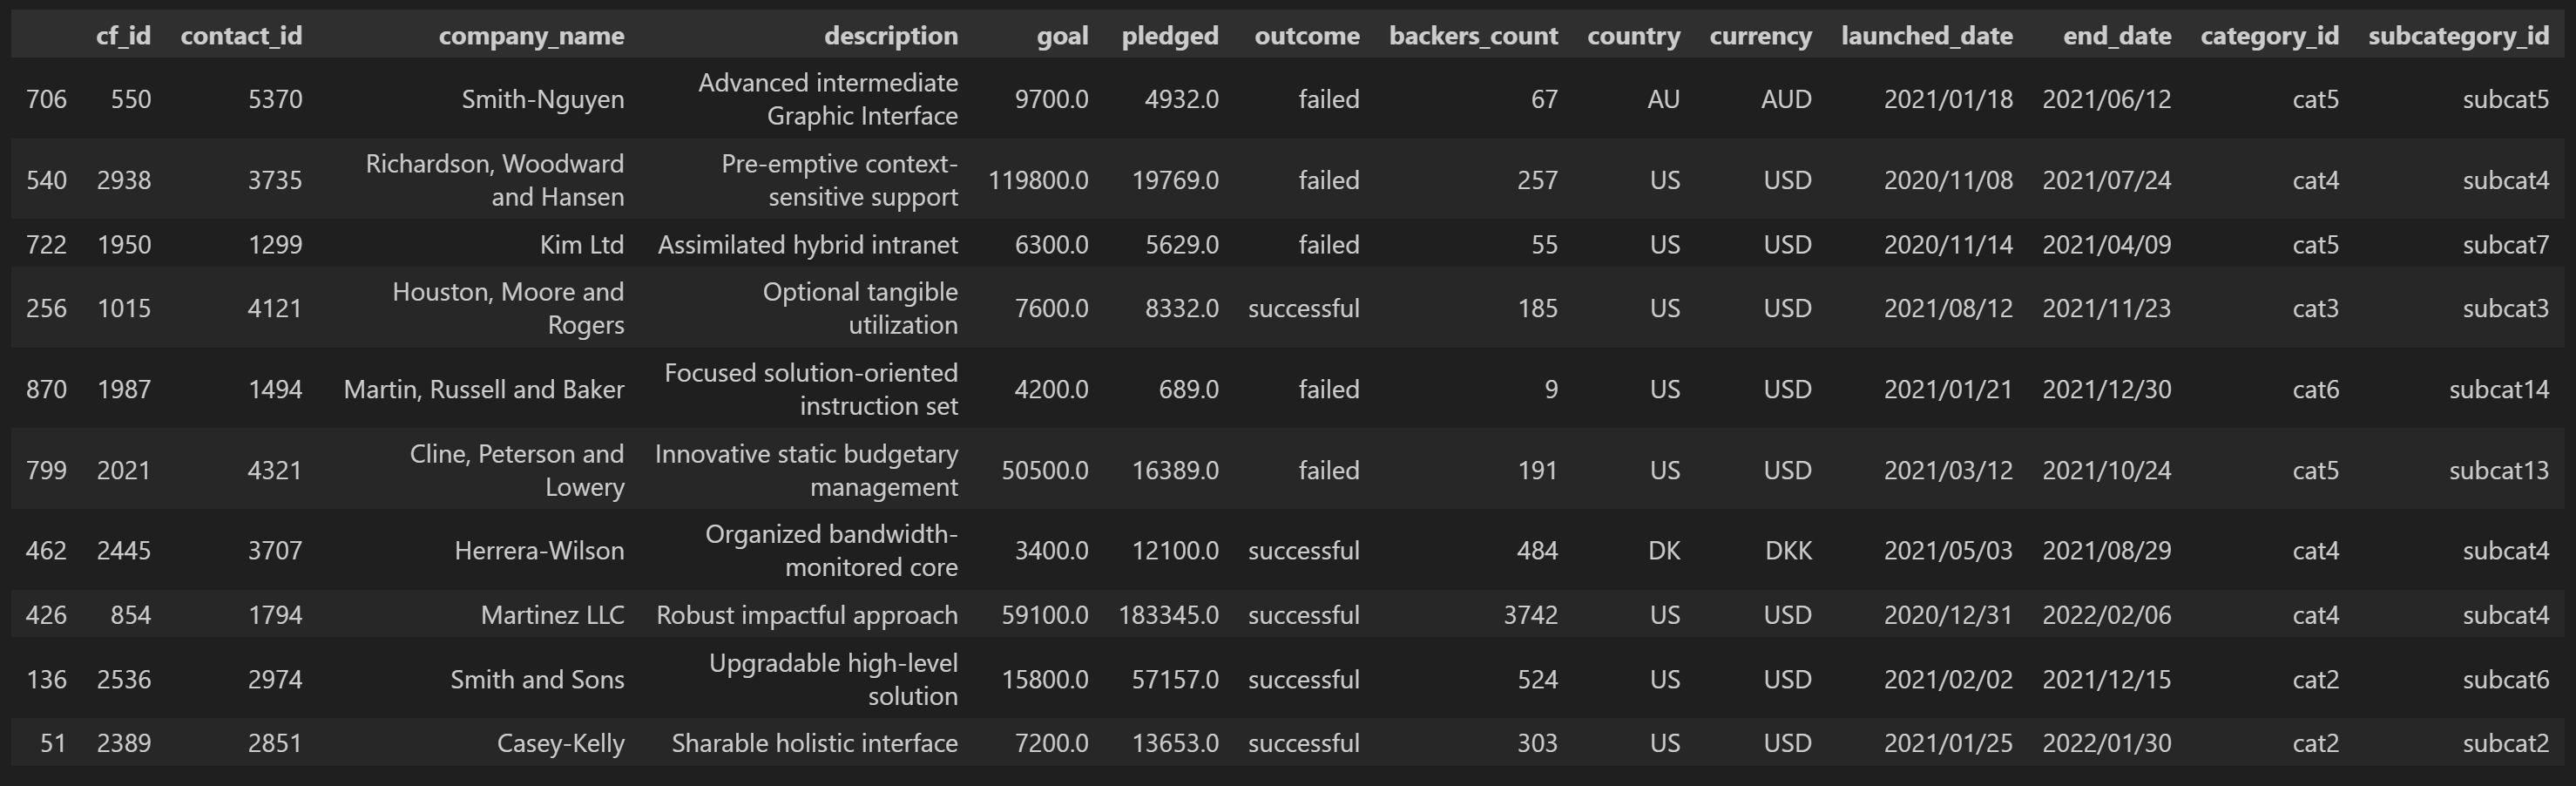 cf_id contact_id company_name description goal pledged outcome backers_count country currency launched_date end_date category_id subcategory_id
706 550 5370 Smith-Nguyen Advanced intermediate Graphic Interface 9700.0 4932.0 failed 67 AU AUD 2021/01/18 2021/06/12 cat5 subcat5
540 2938 3735 Richardson, Woodward and Hansen Pre-emptive context-sensitive support 119800.0 19769.0 failed 257 US USD 2020/11/08 2021/07/24 cat4 subcat4
722 1950 1299 Kim Ltd Assimilated hybrid intranet 6300.0 5629.0 failed 55 US USD 2020/11/14 2021/04/09 cat5 subcat7
256 1015 4121 Houston, Moore and Rogers Optional tangible utilization 7600.0 8332.0 successful 185 US USD 2021/08/12 2021/11/23 cat3 subcat3
870 1987 1494 Martin, Russell and Baker Focused solution-oriented instruction set 4200.0 689.0 failed 9 US USD 2021/01/21 2021/12/30 cat6 subcat14
799 2021 4321 Cline, Peterson and Lowery Innovative static budgetary management 50500.0 16389.0 failed 191 US USD 2021/03/12 2021/10/24 cat5 subcat13
462 2445 3707 Herrera-Wilson Organized bandwidth-monitored core 3400.0 12100.0 successful 484 DK DKK 2021/05/03 2021/08/29 cat4 subcat4
426 854 1794 Martinez LLC Robust impactful approach 59100.0 183345.0 successful 3742 US USD 2020/12/31 2022/02/06 cat4 subcat4
136 2536 2974 Smith and Sons Upgradable high-level solution 15800.0 57157.0 successful 524 US USD 2021/02/02 2021/12/15 cat2 subcat6
51 2389 2851 Casey-Kelly Sharable holistic interface 7200.0 13653.0 successful 303 US USD 2021/01/25 2022/01/30 cat2 subcat2